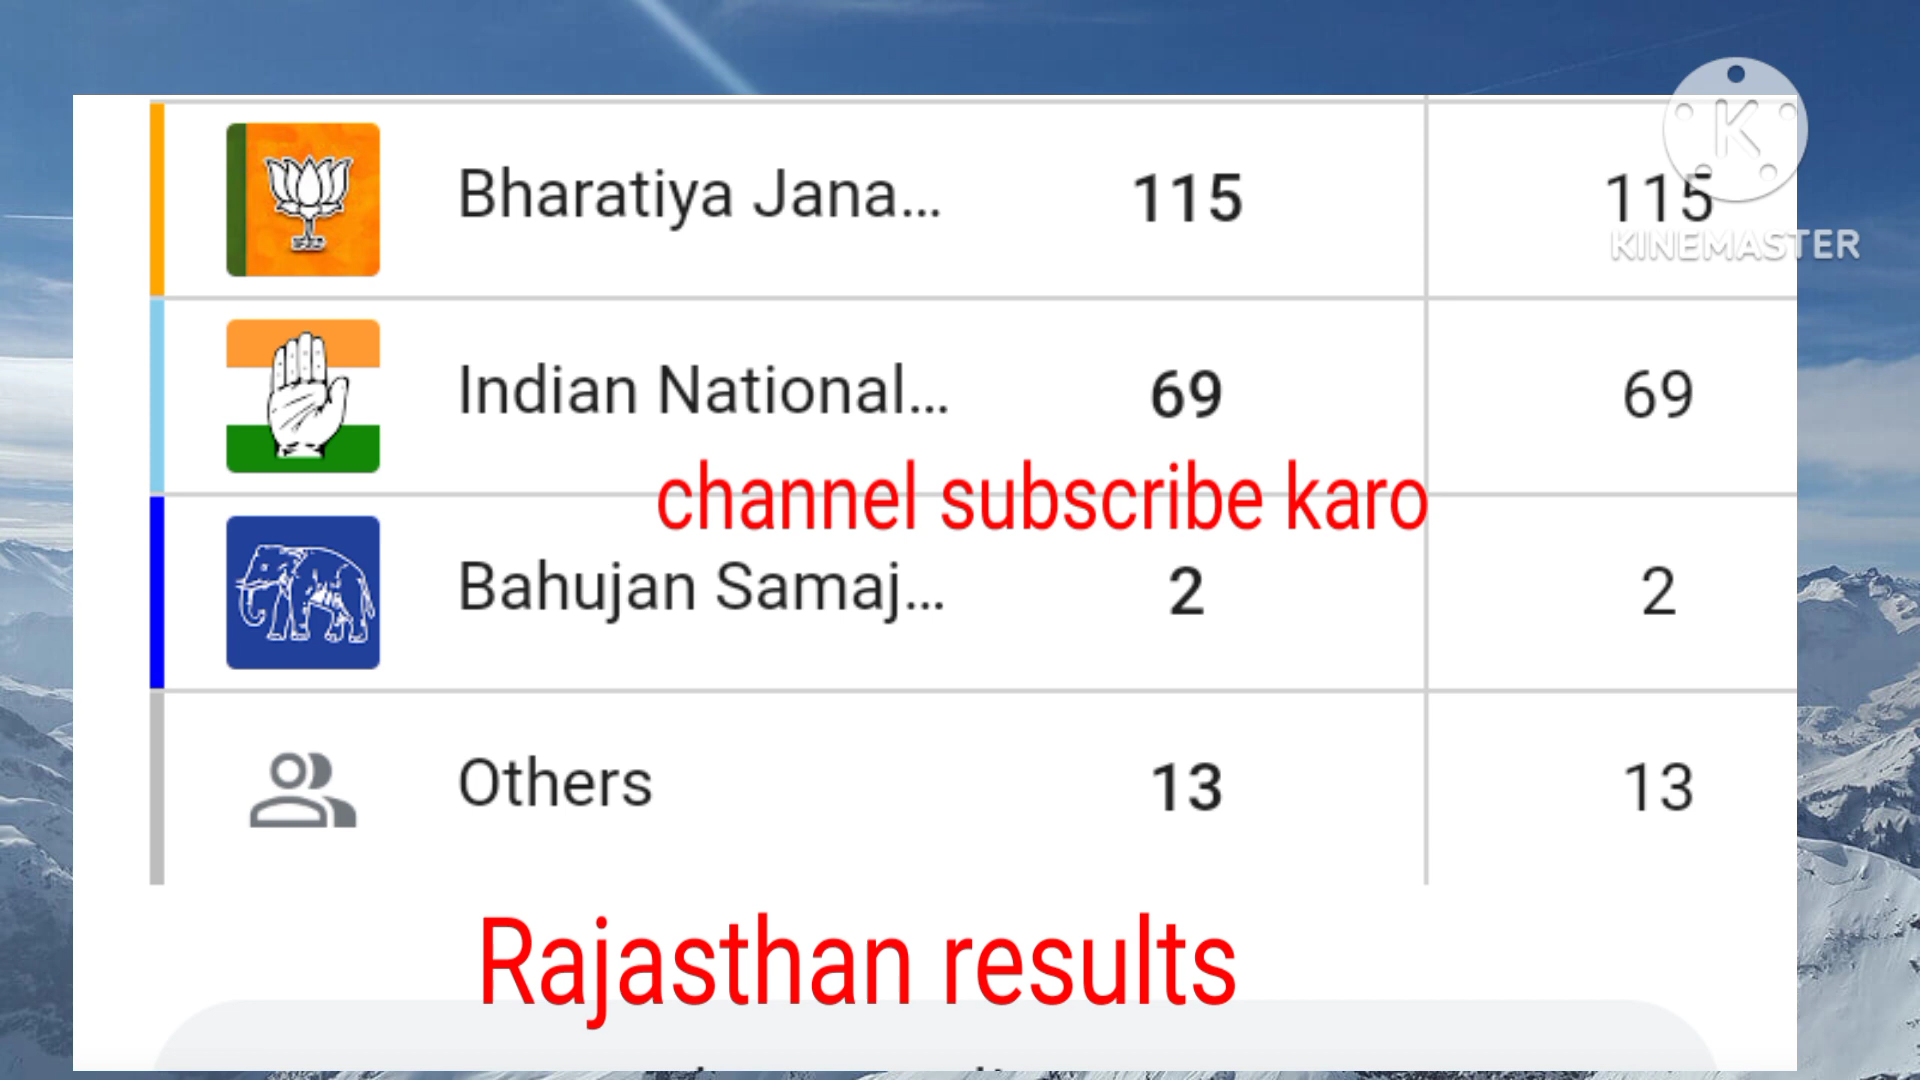 Bharatiya Jana... 115 115
K
KINEMASTER
Indian National... 69 69
channel subscribe karo
Bahujan Samaj... 2 2
Others 13 13
Rajasthan results